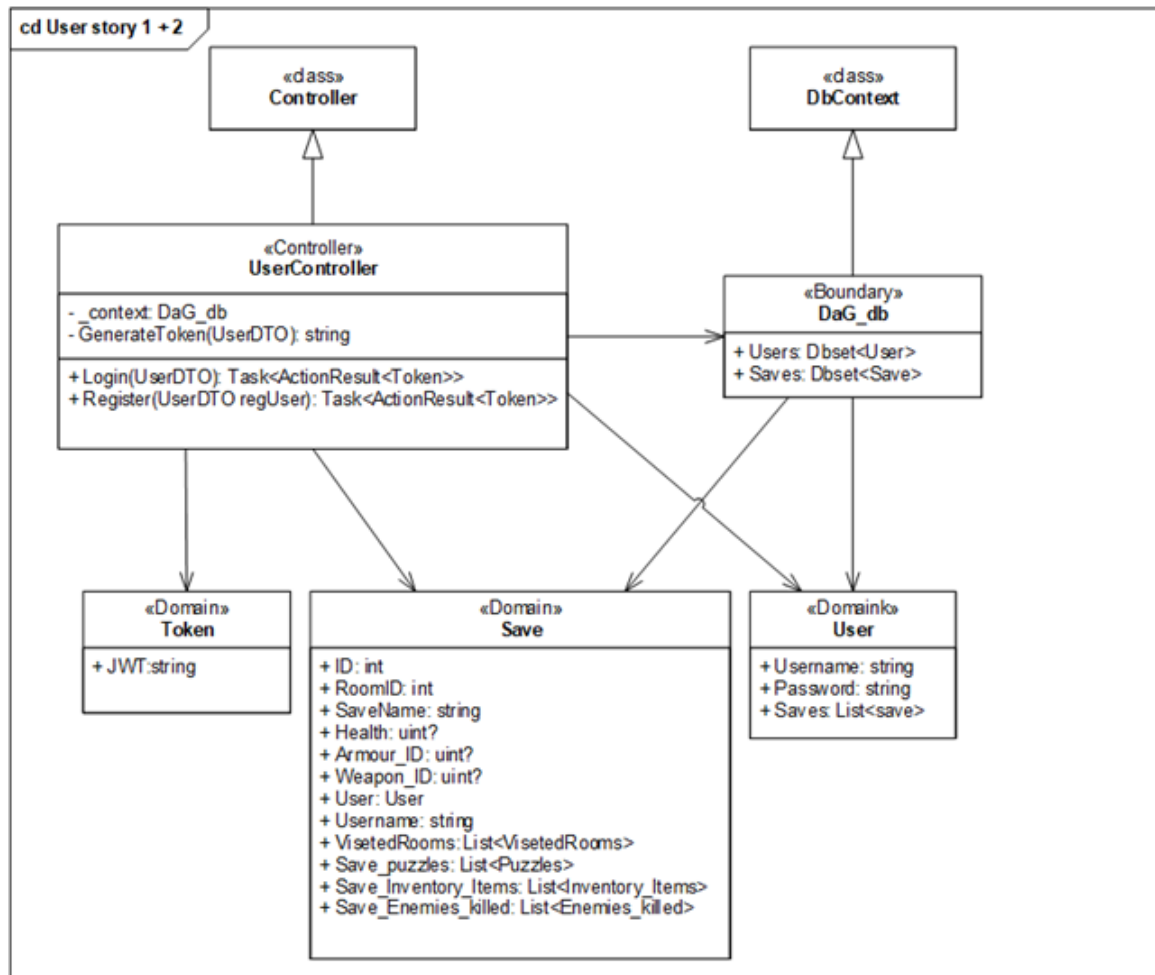 cd User story 1 + 2
«class»
Controller
«class»
DbContext
«Controller»
UserController
- _context: DaG_db
- GenerateToken(UserDTO): string
+ Login(UserDTO): Task<ActionResult<Token>>
+ Register(UserDTO regUser): Task<ActionResult<Token>>
«Boundary»
DaG_db
+ Users: Dbset<User>
+ Saves: Dbset<Save>
«Domain»
Token
+ JWT:string
«Domain»
Save
+ ID: int
+ RoomID: int
+ SaveName: string
+ Health: uint?
+ Armour_ID: uint?
+ Weapon_ID: uint?
+ User: User
+ Username: string
+ VisetedRooms:List<VisetedRooms>
+ Save_puzzles: List<Puzzles>
+ Save_Inventory_Items: List<Inventory_Items>
+ Save_Enemies_killed: List<Enemies_killed>
«Domaink»
User
+ Username: string
+ Password: string
+ Saves: List<save>